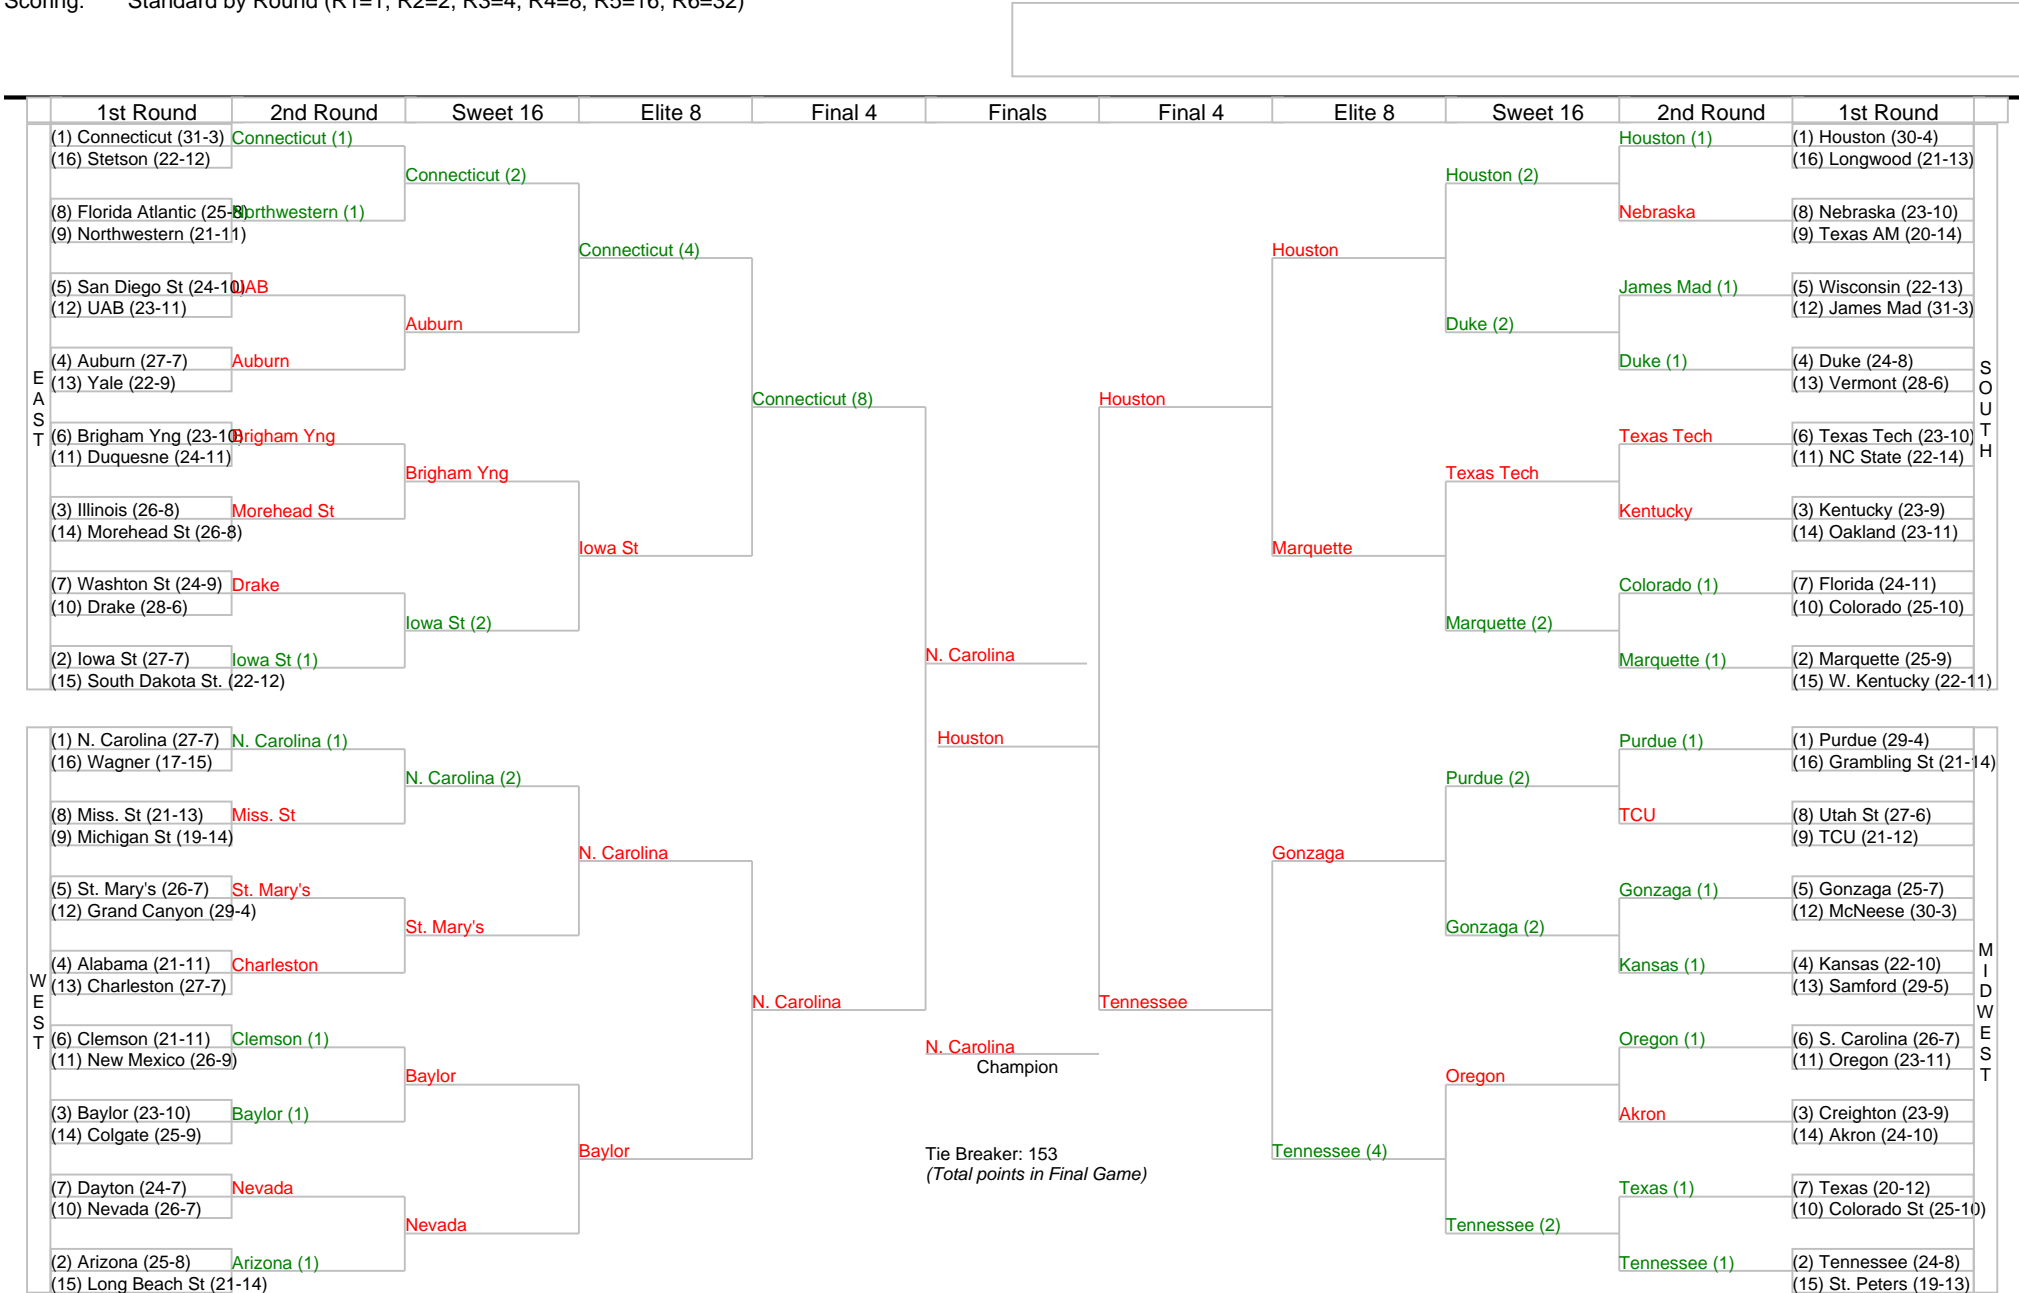 Scoring: Standard by Round (R1=1, R2=2, R3=4, R4=8, R5=16, R6=32)
1st Round 2nd Round Sweet 16 Elite 8 Final 4 Finals Final 4 Elite 8 Sweet 16 2nd Round 1st Round
EAST
(1) Connecticut (31-3)
(16) Stetson (22-12)
(8) Florida Atlantic (25-8)
(9) Northwestern (21-11)
(5) San Diego St (24-10)
(12) UAB (23-11)
(4) Auburn (27-7)
(13) Yale (22-9)
(6) Brigham Yng (23-10)
(11) Duquesne (24-11)
(3) Illinois (26-8)
(14) Morehead St (26-8)
(7) Washton St (24-9)
(10) Drake (28-6)
(2) Iowa St (27-7)
(15) South Dakota St. (22-12)
Connecticut (1)
Northwestern (1)
UAB
Auburn
Brigham Yng
Morehead St
Drake
Iowa St (1)
Connecticut (2)
Auburn
Brigham Yng
Iowa St (2)
Connecticut (4)
Iowa St
Connecticut (8)
WEST
(1) N. Carolina (27-7)
(16) Wagner (17-15)
(8) Miss. St (21-13)
(9) Michigan St (19-14)
(5) St. Mary's (26-7)
(12) Grand Canyon (29-4)
(4) Alabama (21-11)
(13) Charleston (27-7)
(6) Clemson (21-11)
(11) New Mexico (26-9)
(3) Baylor (23-10)
(14) Colgate (25-9)
(7) Dayton (24-7)
(10) Nevada (26-7)
(2) Arizona (25-8)
(15) Long Beach St (21-14)
N. Carolina (1)
Miss. St
St. Mary's
Charleston
Clemson (1)
Baylor (1)
Nevada
Arizona (1)
N. Carolina (2)
St. Mary's
Baylor
Nevada
N. Carolina
Baylor
N. Carolina
N. Carolina
Houston
N. Carolina
Champion
Tie Breaker: 153
(Total points in Final Game)
Houston
Houston
Marquette
Houston (2)
Duke (2)
Texas Tech
Marquette (2)
Houston (1)
Nebraska
James Mad (1)
Duke (1)
Texas Tech
Kentucky
Colorado (1)
Marquette (1)
(1) Houston (30-4)
(16) Longwood (21-13)
(8) Nebraska (23-10)
(9) Texas AM (20-14)
(5) Wisconsin (22-13)
(12) James Mad (31-3)
(4) Duke (24-8)
(13) Vermont (28-6)
(6) Texas Tech (23-10)
(11) NC State (22-14)
(3) Kentucky (23-9)
(14) Oakland (23-11)
(7) Florida (24-11)
(10) Colorado (25-10)
(2) Marquette (25-9)
(15) W. Kentucky (22-11)
SOUTH
Tennessee
Gonzaga
Tennessee (4)
Purdue (2)
Gonzaga (2)
Oregon
Tennessee (2)
Purdue (1)
TCU
Gonzaga (1)
Kansas (1)
Oregon (1)
Akron
Texas (1)
Tennessee (1)
(1) Purdue (29-4)
(16) Grambling St (21-14)
(8) Utah St (27-6)
(9) TCU (21-12)
(5) Gonzaga (25-7)
(12) McNeese (30-3)
(4) Kansas (22-10)
(13) Samford (29-5)
(6) S. Carolina (26-7)
(11) Oregon (23-11)
(3) Creighton (23-9)
(14) Akron (24-10)
(7) Texas (20-12)
(10) Colorado St (25-10)
(2) Tennessee (24-8)
(15) St. Peters (19-13)
MIDWEST